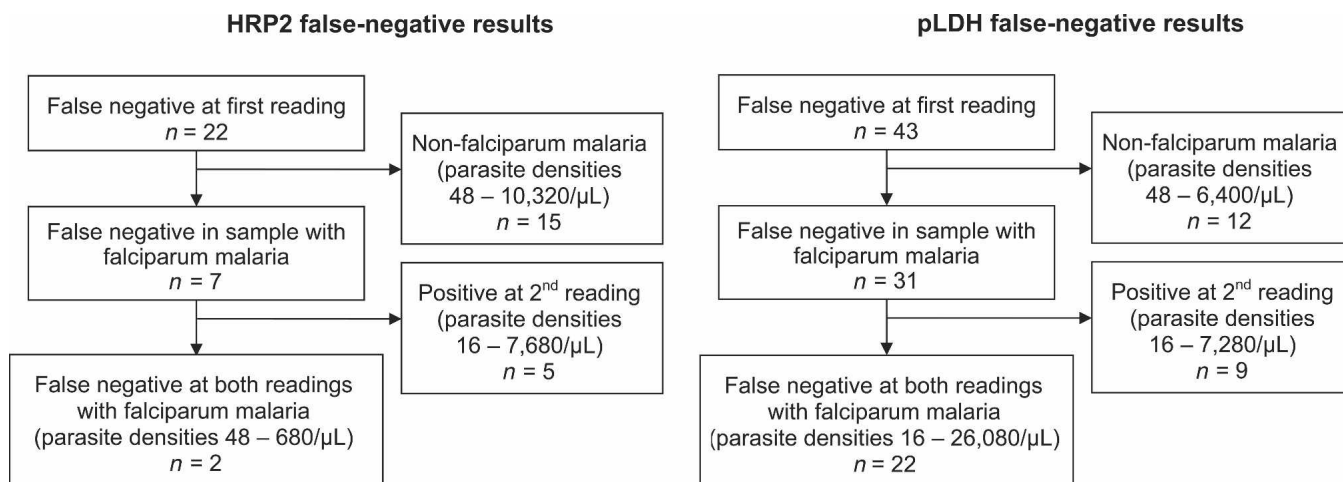 HRP2 false-negative results
False negative at first reading
n = 22
Non-falciparum malaria
(parasite densities
48 – 10,320/µL)
n = 15
False negative in sample with
falciparum malaria
n = 7
Positive at 2nd reading
(parasite densities
16 – 7,680/µL)
n = 5
False negative at both readings
with falciparum malaria
(parasite densities 48 – 680/µL)
n = 2
pLDH false-negative results
False negative at first reading
n = 43
Non-falciparum malaria
(parasite densities
48 – 6,400/µL)
n = 12
False negative in sample with
falciparum malaria
n = 31
Positive at 2nd reading
(parasite densities
16 – 7,280/µL)
n = 9
False negative at both readings
with falciparum malaria
(parasite densities 16 – 26,080/µL)
n = 22